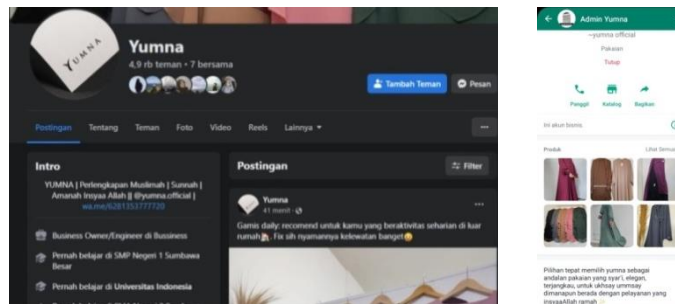 YUMNA
Yumna
4,9 rb teman • 7 bersama
Tambah Teman
Pesan
Postingan Tentang Teman Foto Video Reels Lainnya
Intro
YUMNA | Perlengkapan Muslimah | Sunnah |
Amanah Insyaa Allah || @yumna.official |
wa.me/6281353777720
Business Owner/Engineer di Bussiness
Pernah belajar di SMP Negeri 1 Sumbawa
Besar
Pernah belajar di Universitas Indonesia
Postingan
Filter
Yumna
41 menit
Gamis daily: recomend untuk kamu yang beraktivitas seharian di luar
rumah. Fix sih nyamannya kelewatan banget
Admin Yumna
~yumna official
Pakaian
Tutup
Panggil Katalog Bagikan
Ini akun bisnis.
Produk Lihat Semua
Pilihan tepat memilih yumna sebagai
andalan pakaian yang syar'i, elegan,
terjangkau, untuk ukhsay ummsay
dimanapun berada dengan pelayanan yang
insyaaAllah ramah